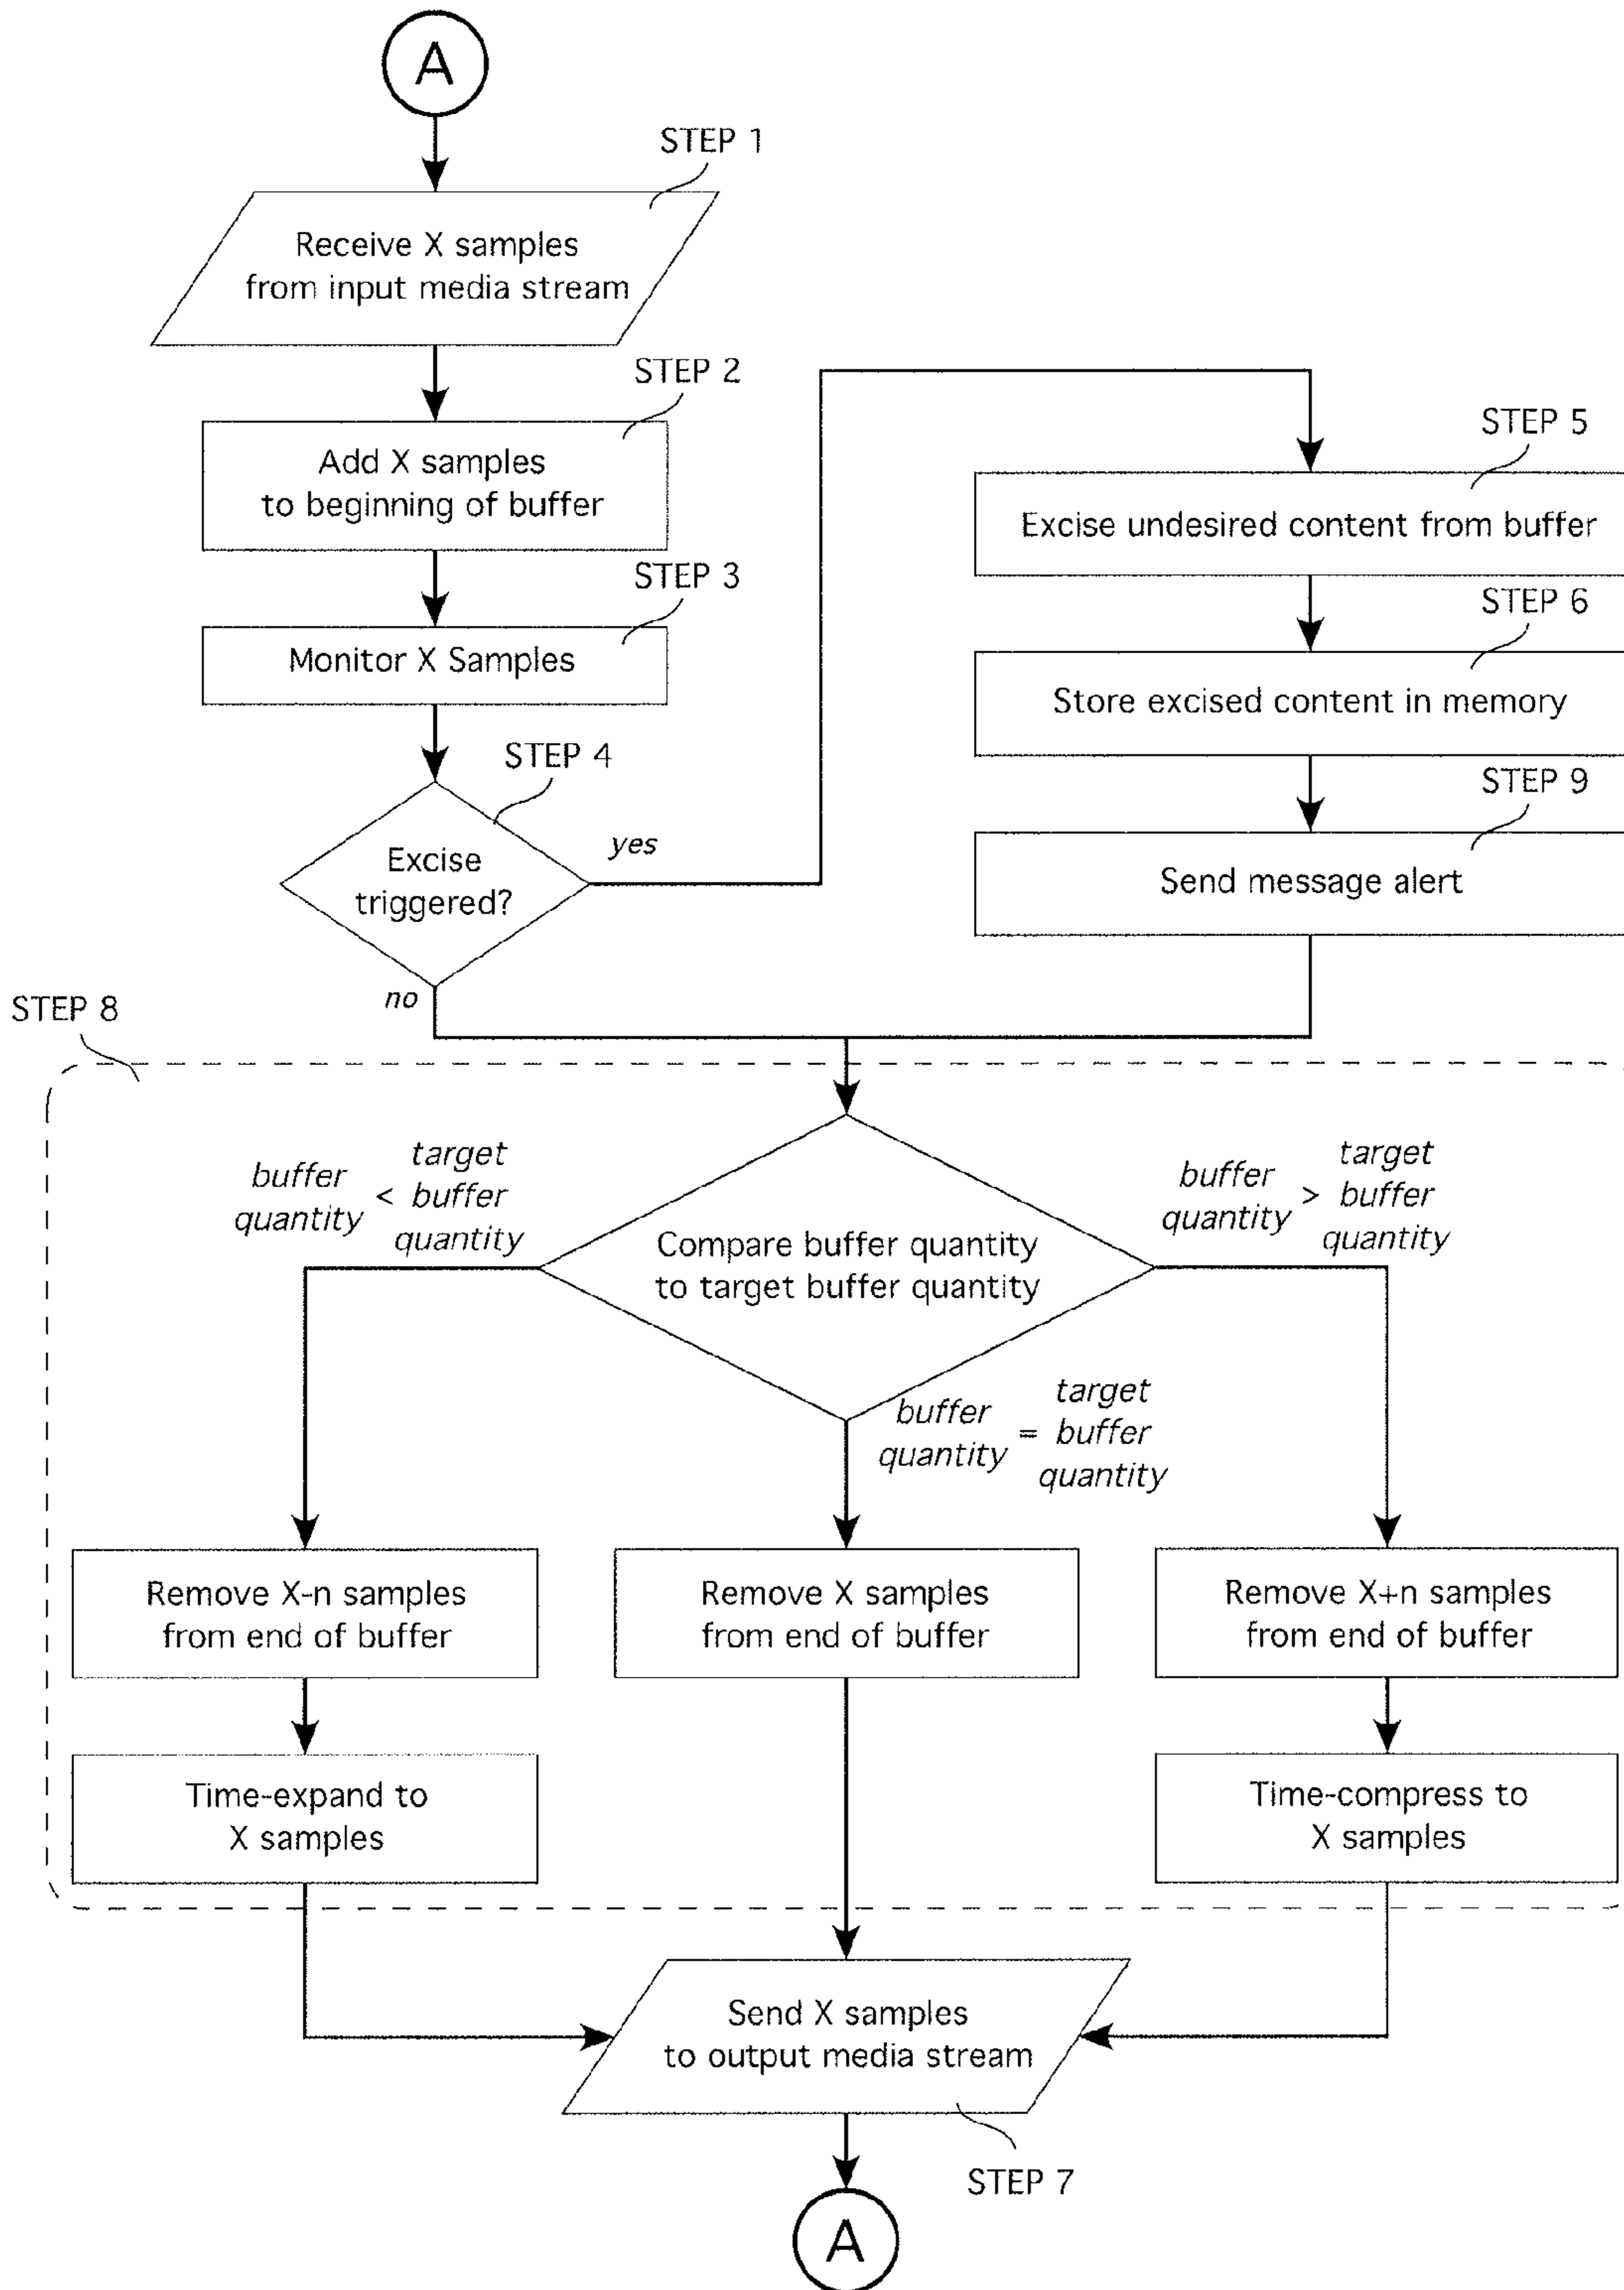 A
STEP 1
Receive X samples
from input media stream
STEP 2
Add X samples
to beginning of buffer
STEP 3
Monitor X Samples
STEP 4
Excise
triggered?
yes
no
STEP 5
Excise undesired content from buffer
STEP 6
Store excised content in memory
STEP 9
Send message alert
STEP 8
Compare buffer quantity
to target buffer quantity
buffer
quantity
<
target
buffer
quantity
buffer
quantity
=
target
buffer
quantity
buffer
quantity
>
target
buffer
quantity
Remove X-n samples
from end of buffer
Remove X samples
from end of buffer
Remove X+n samples
from end of buffer
Time-expand to
X samples
Time-compress to
X samples
Send X samples
to output media stream
STEP 7
A